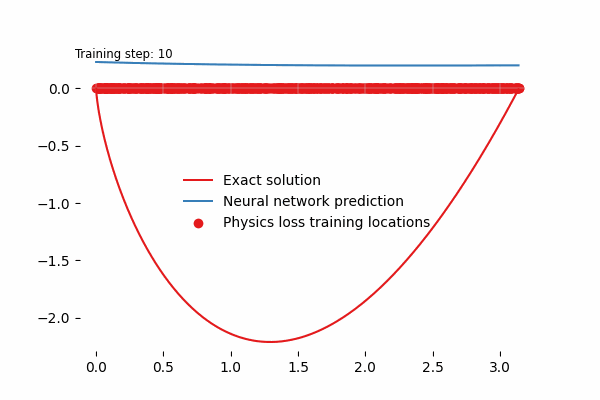 Training step: 10
0.0
−0.5
−1.0
−1.5
−2.0
Exact solution
Neural network prediction
Physics loss training locations
0.0 0.5 1.0 1.5 2.0 2.5 3.0